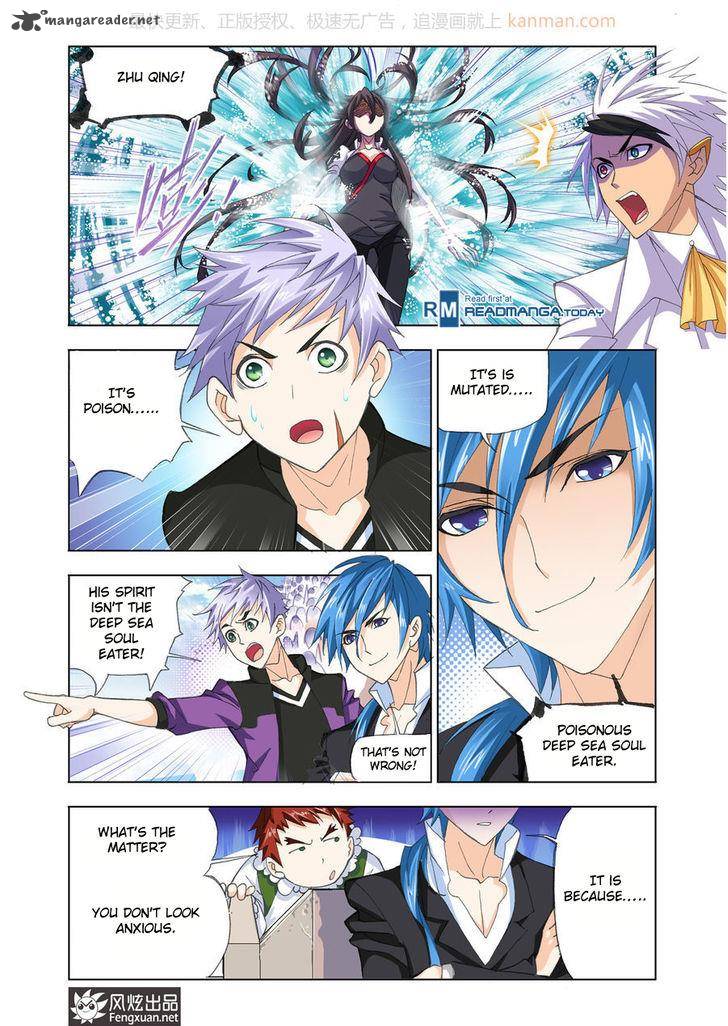 mangareader.net
最快更新、正版授权、极速无广告，追漫画就上 kanman.com
ZHU QING!
RM Read first at
READMANGA.TODAY
IT'S
POISON......
IT IS
MUTATED.....
POISONOUS
DEEP SEA SOUL
EATER.
HIS SPIRIT
ISN'T THE
DEEP SEA
SOUL
EATER!
THAT'S NOT
WRONG!
WHAT'S THE
MATTER?
YOU DON'T LOOK
ANXIOUS.
IT IS
BECAUSE.....
风炫出品
Fengxuan.net